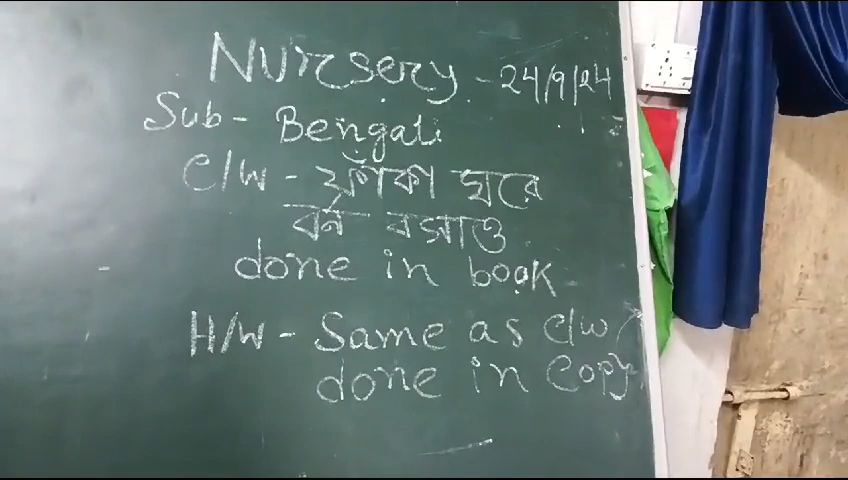 Nursery - 24/9/24
Sub - Bengali
C/W - ফাঁকা ঘরে
বর্ন বসাও
done in book
H/W - Same as c/w
done in copy